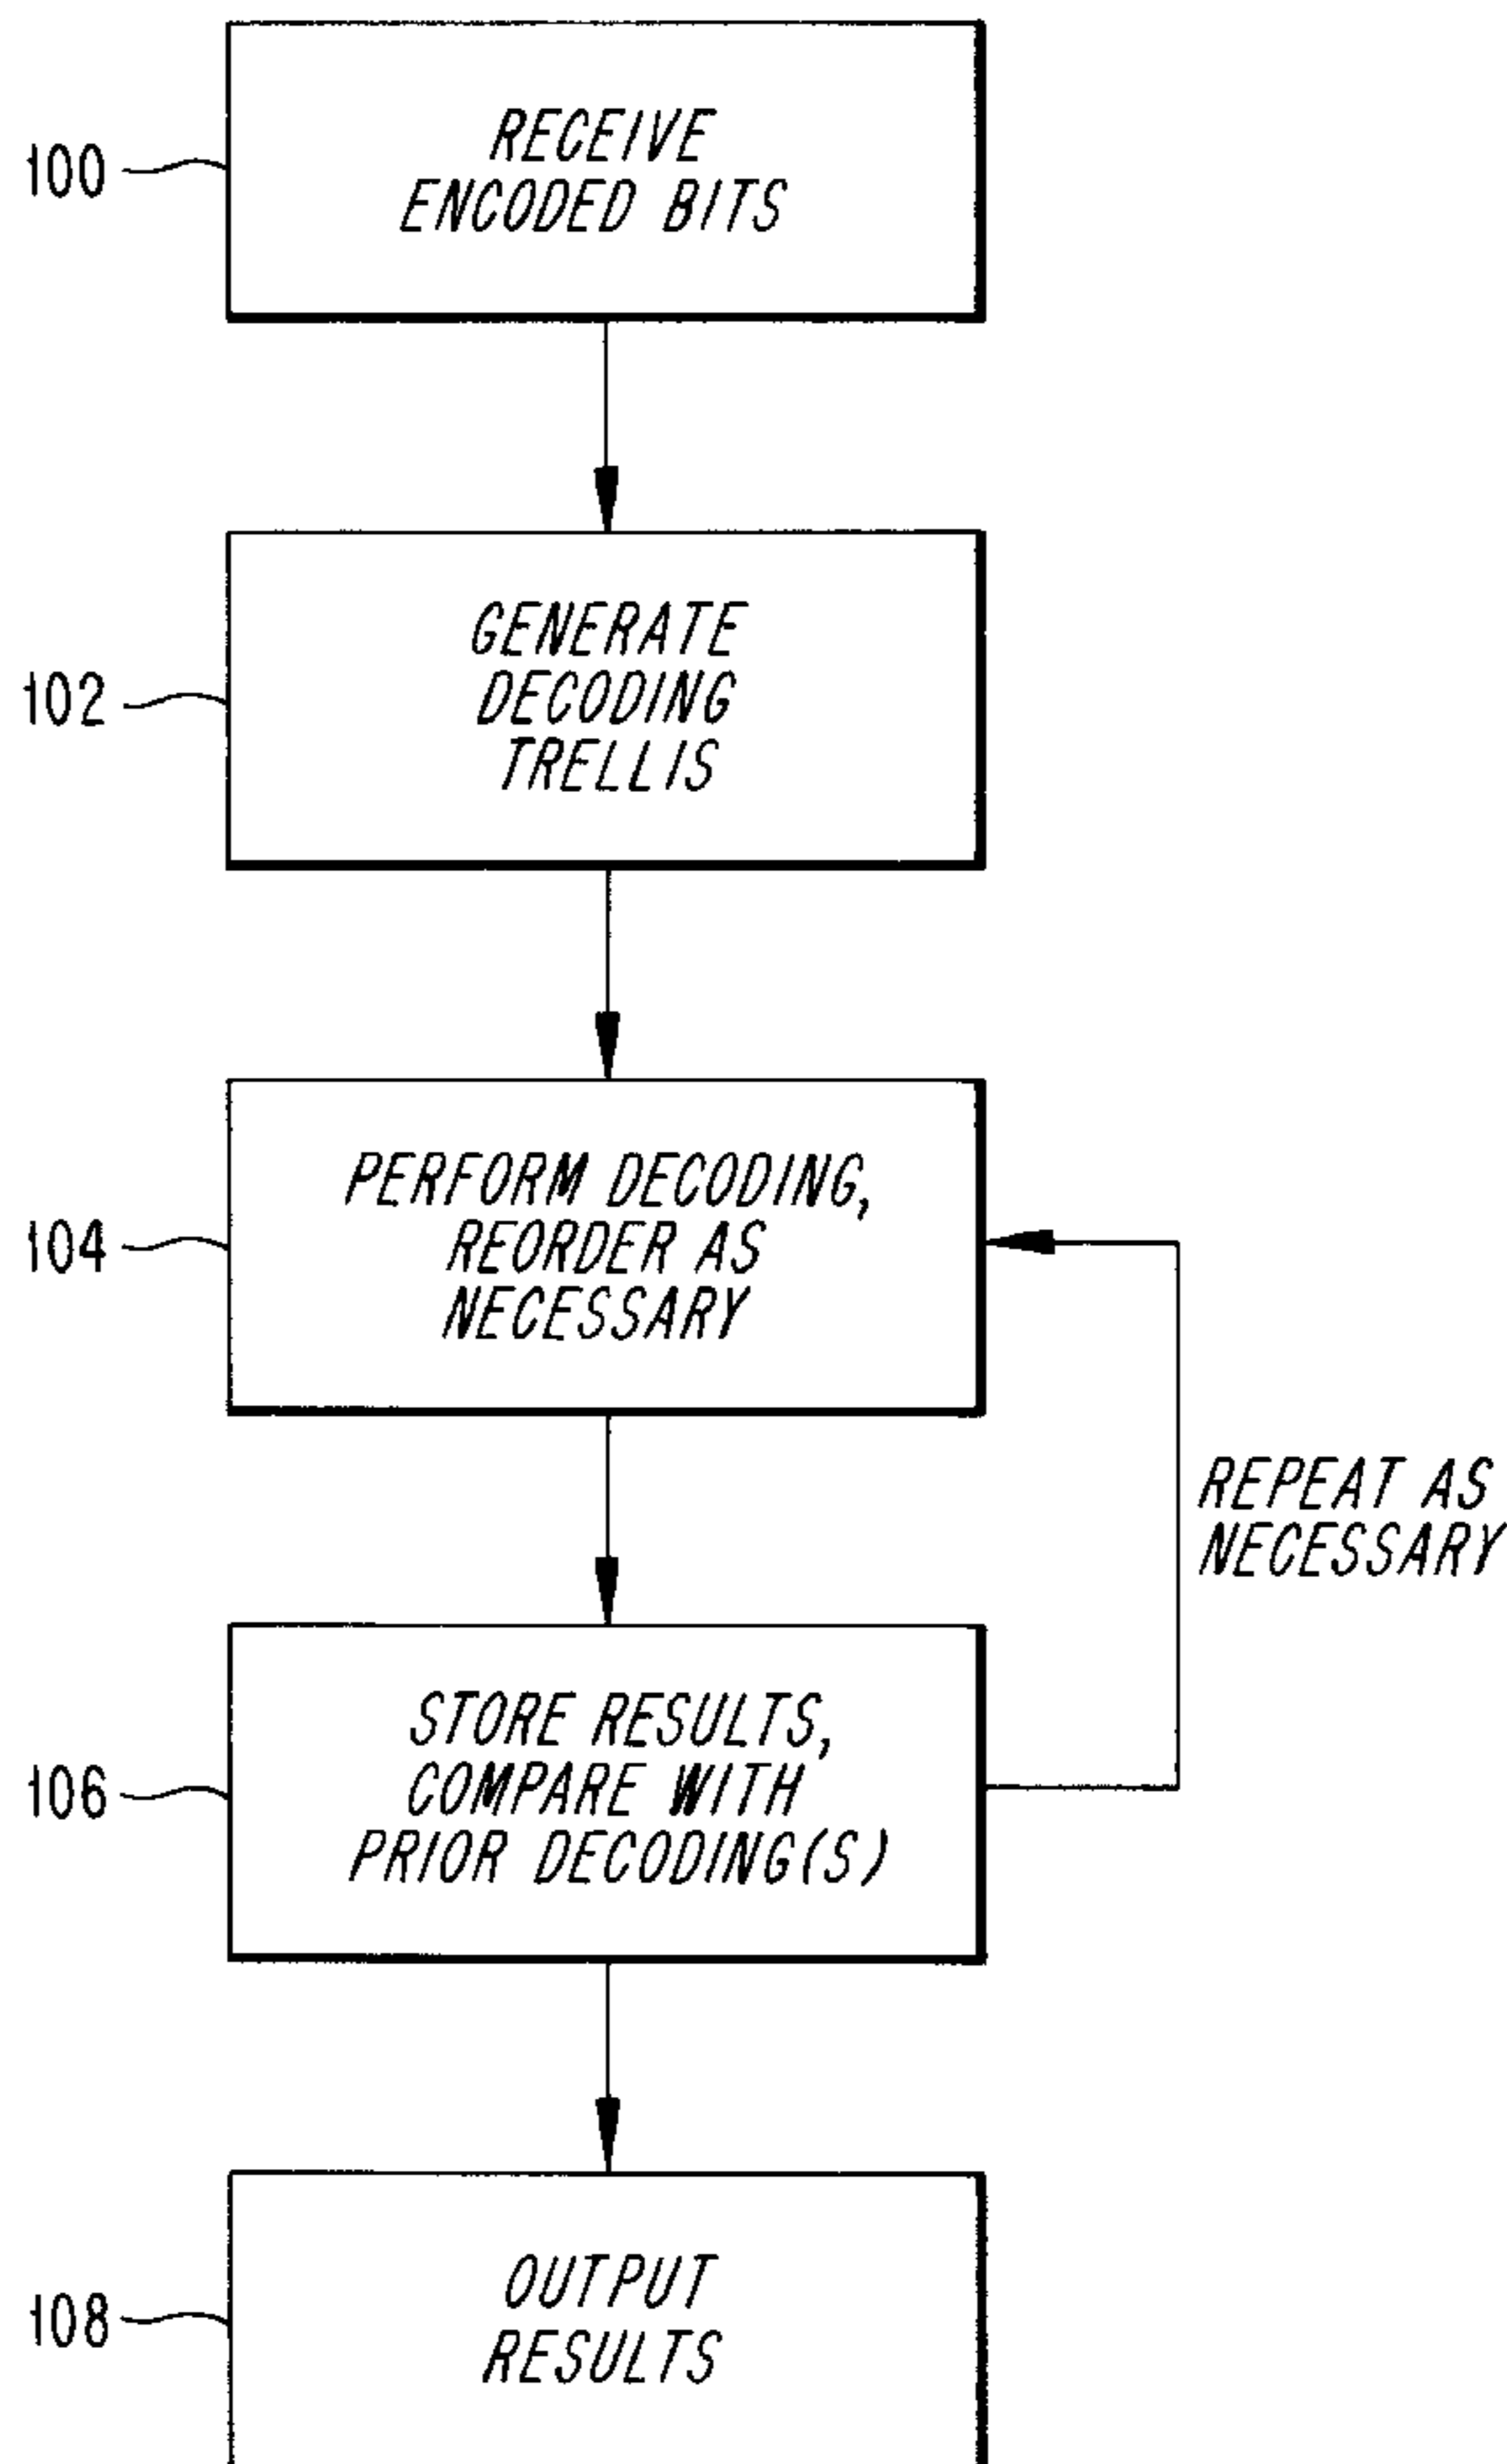 100
RECEIVE
ENCODED BITS
102
GENERATE
DECODING
TRELLIS
104
PERFORM DECODING,
REORDER AS
NECESSARY
REPEAT AS
NECESSARY
106
STORE RESULTS,
COMPARE WITH
PRIOR DECODING(S)
108
OUTPUT
RESULTS